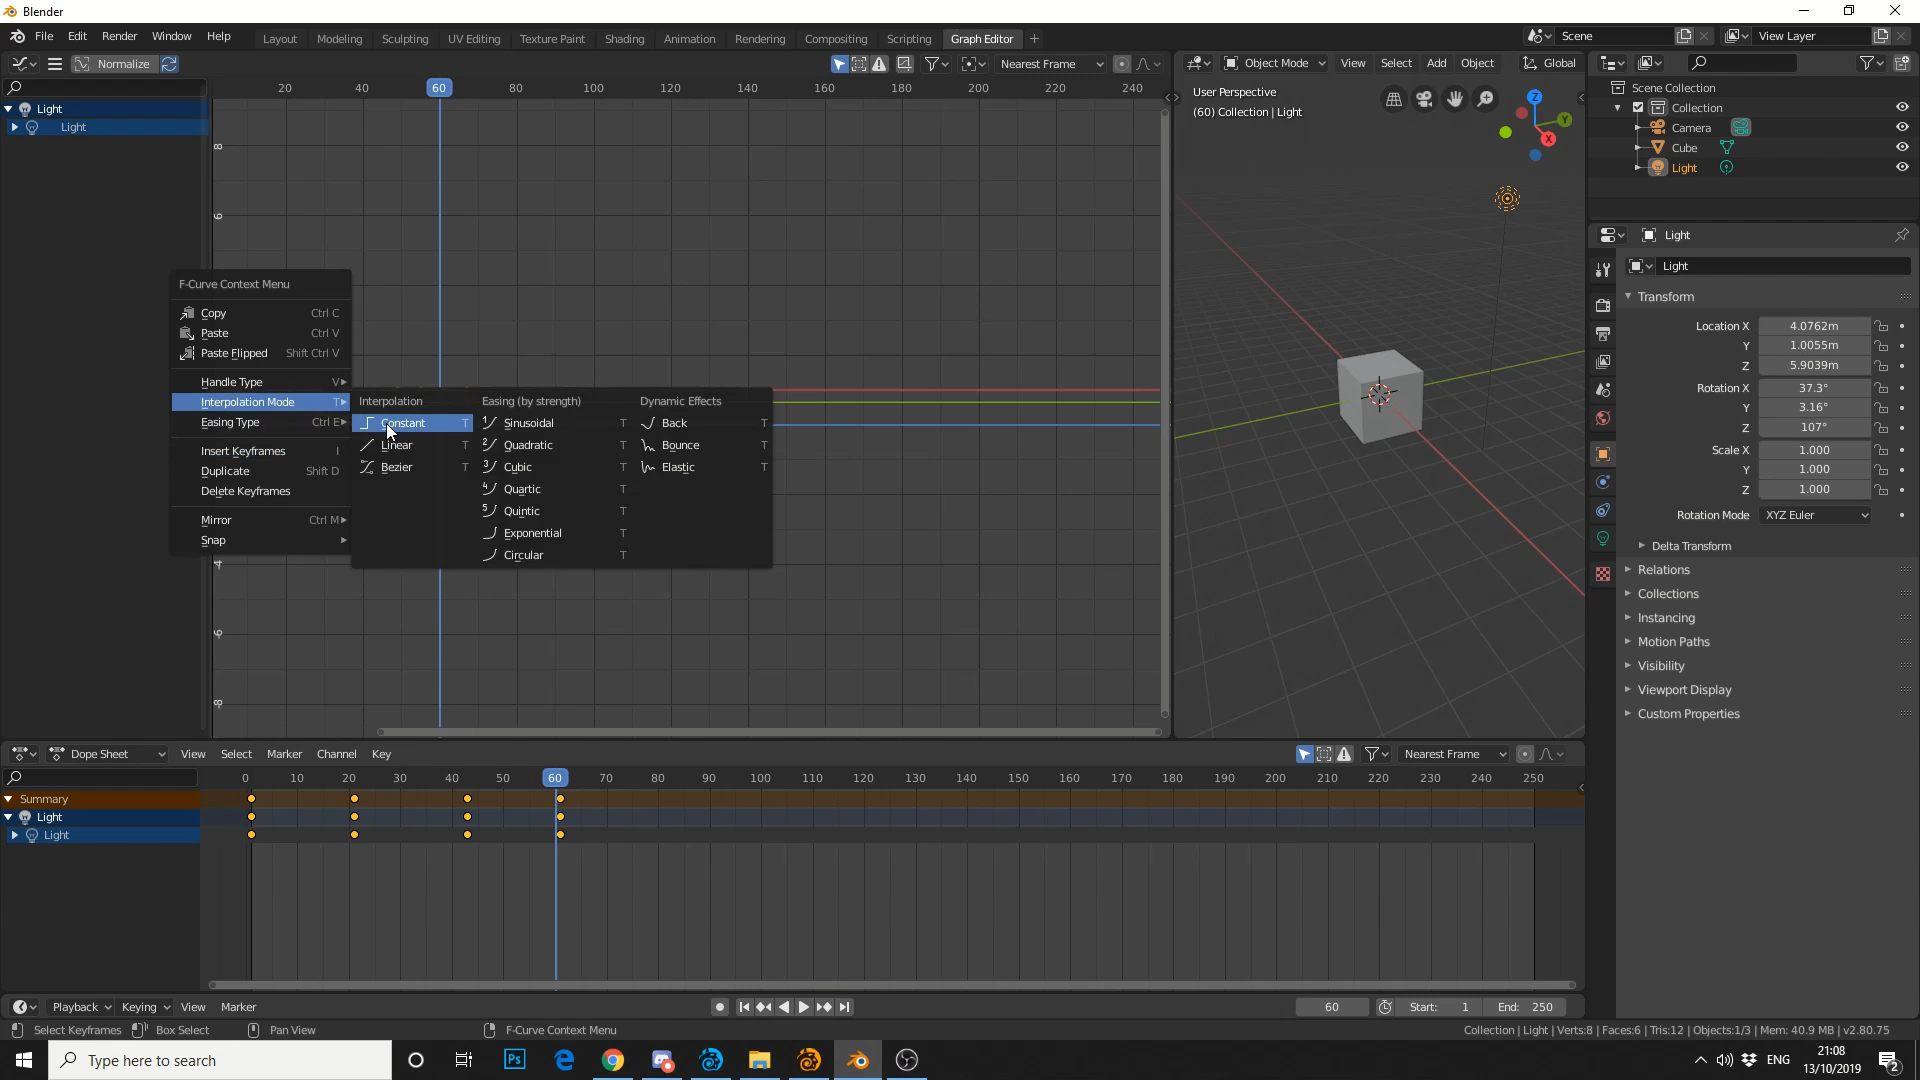 Blender
File Edit Render Window Help
Layout Modeling Sculpting UV Editing Texture Paint Shading Animation Rendering Compositing Scripting Graph Editor +
Scene View Layer
Normalize Nearest Frame
Object Mode View Select Add Object Global
20 40 60 80 100 120 140 160 180 200 220 240
Light
Light
User Perspective
(60) Collection | Light
Z Y X
Scene Collection
Collection
Camera
Cube
Light
Light
Light
Transform
Location X 4.0762m
Y 1.0055m
Z 5.9039m
Rotation X 37.3°
Y 3.16°
Z 107°
Scale X 1.000
Y 1.000
Z 1.000
Rotation Mode XYZ Euler
Delta Transform
Relations
Collections
Instancing
Motion Paths
Visibility
Viewport Display
Custom Properties
8
6
-4
-6
-8
F-Curve Context Menu
Copy Ctrl C
Paste Ctrl V
Paste Flipped Shift Ctrl V
Handle Type V
Interpolation Mode T
Easing Type Ctrl E
Insert Keyframes I
Duplicate Shift D
Delete Keyframes
Mirror Ctrl M
Snap
Interpolation Easing (by strength) Dynamic Effects
Constant T Sinusoidal T Back T
Linear T Quadratic T Bounce T
Bezier T Cubic T Elastic T
Quartic T
Quintic T
Exponential T
Circular T
Dope Sheet View Select Marker Channel Key Nearest Frame
0 10 20 30 40 50 60 70 80 90 100 110 120 130 140 150 160 170 180 190 200 210 220 230 240 250
Summary
Light
Light
Playback Keying View Marker 60 Start: 1 End: 250
Select Keyframes Box Select Pan View F-Curve Context Menu Collection | Light | Verts:8 | Faces:6 | Tris:12 | Objects:1/3 | Mem: 40.9 MB | v2.80.75
Type here to search Ps ENG 21:08
13/10/2019 2